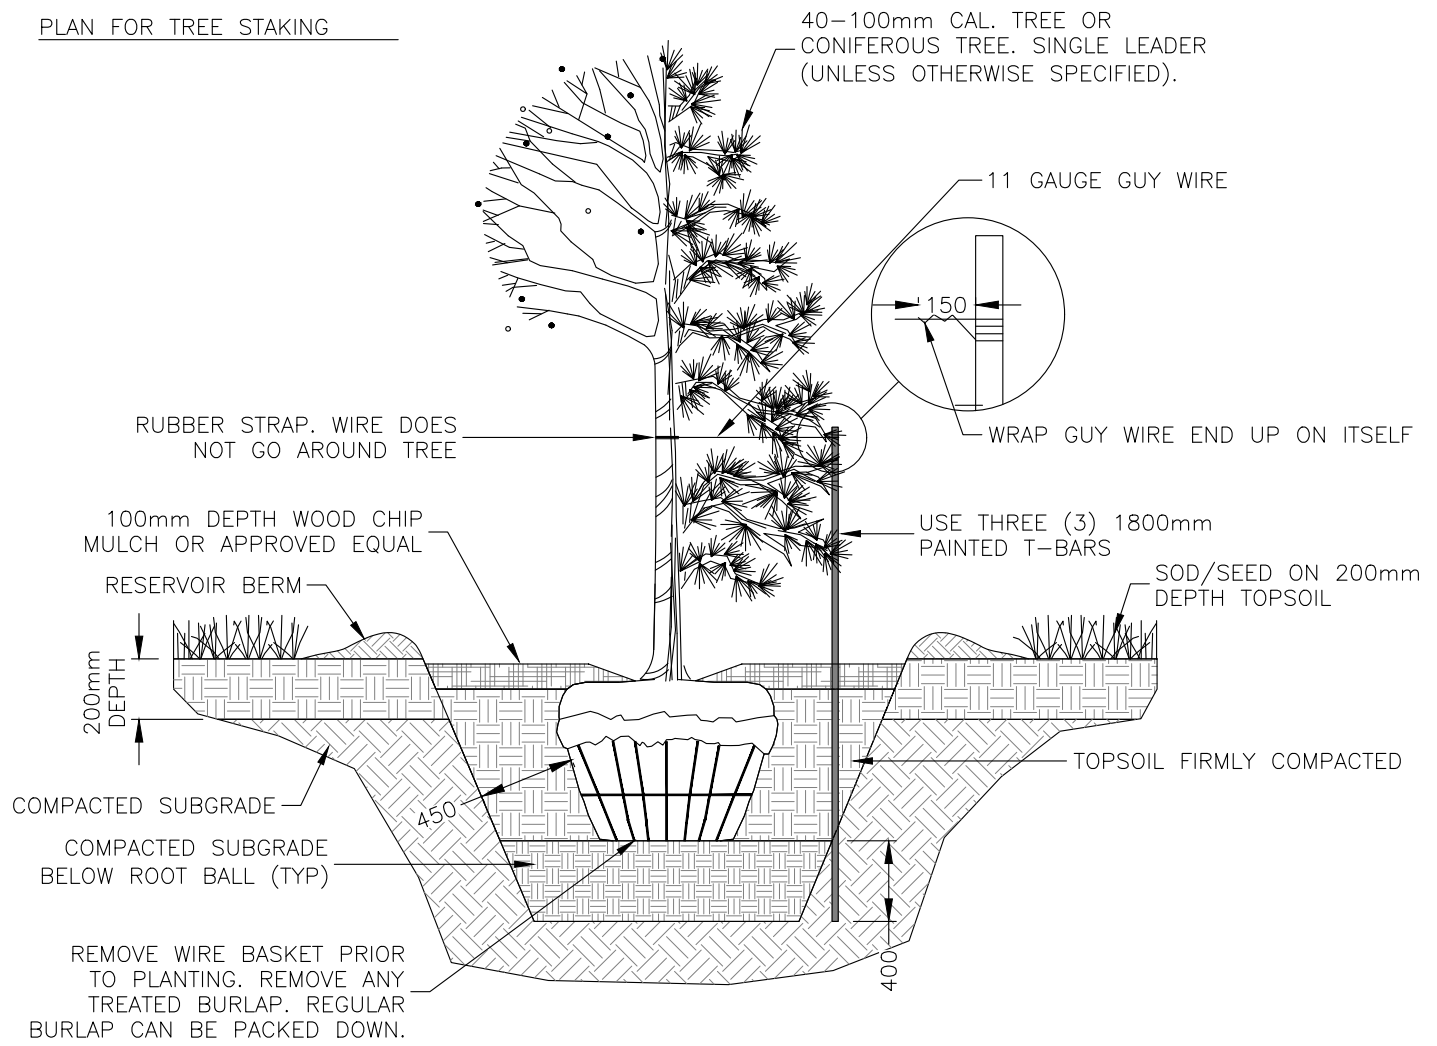 PLAN FOR TREE STAKING
40-100mm CAL. TREE OR
CONIFEROUS TREE. SINGLE LEADER
(UNLESS OTHERWISE SPECIFIED).
11 GAUGE GUY WIRE
150
WRAP GUY WIRE END UP ON ITSELF
RUBBER STRAP. WIRE DOES
NOT GO AROUND TREE
100mm DEPTH WOOD CHIP
MULCH OR APPROVED EQUAL
USE THREE (3) 1800mm
PAINTED T-BARS
RESERVOIR BERM
SOD/SEED ON 200mm
DEPTH TOPSOIL
200mm
DEPTH
TOPSOIL FIRMLY COMPACTED
COMPACTED SUBGRADE
450
COMPACTED SUBGRADE
BELOW ROOT BALL (TYP)
400
REMOVE WIRE BASKET PRIOR
TO PLANTING. REMOVE ANY
TREATED BURLAP. REGULAR
BURLAP CAN BE PACKED DOWN.